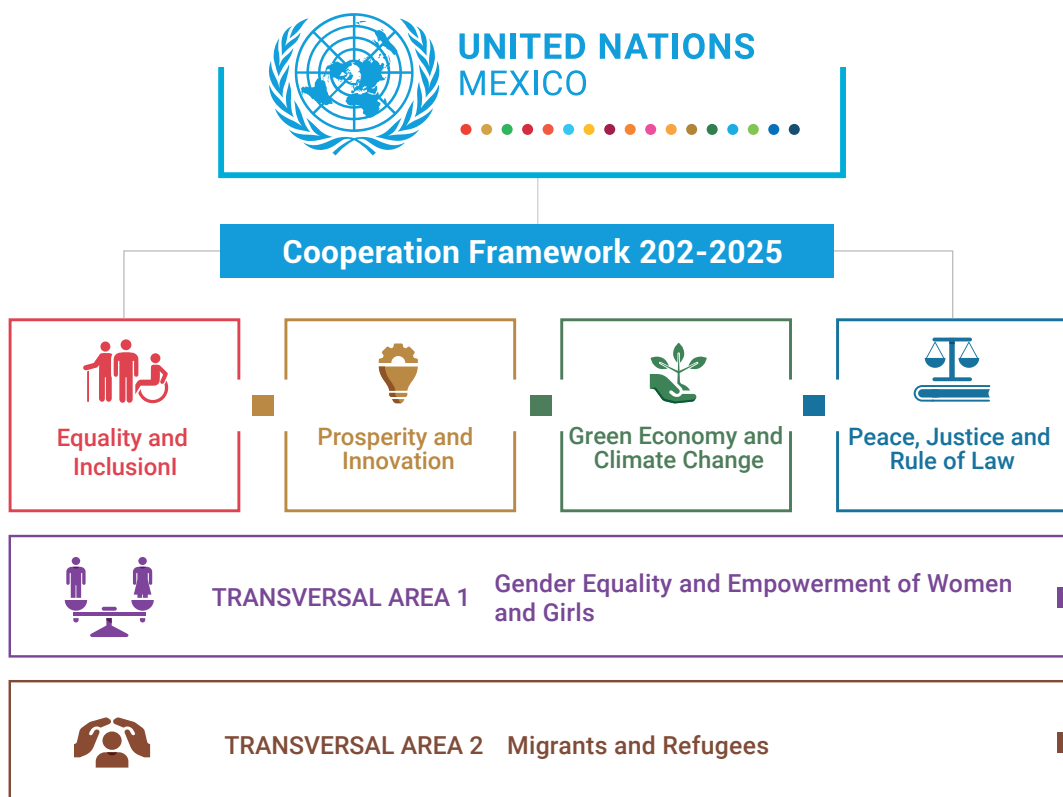 UNITED NATIONS
MEXICO
Cooperation Framework 202-2025
Equality and
InclusionI
Prosperity and
Innovation
Green Economy and
Climate Change
Peace, Justice and
Rule of Law
TRANSVERSAL AREA 1
Gender Equality and Empowerment of Women
and Girls
TRANSVERSAL AREA 2 Migrants and Refugees